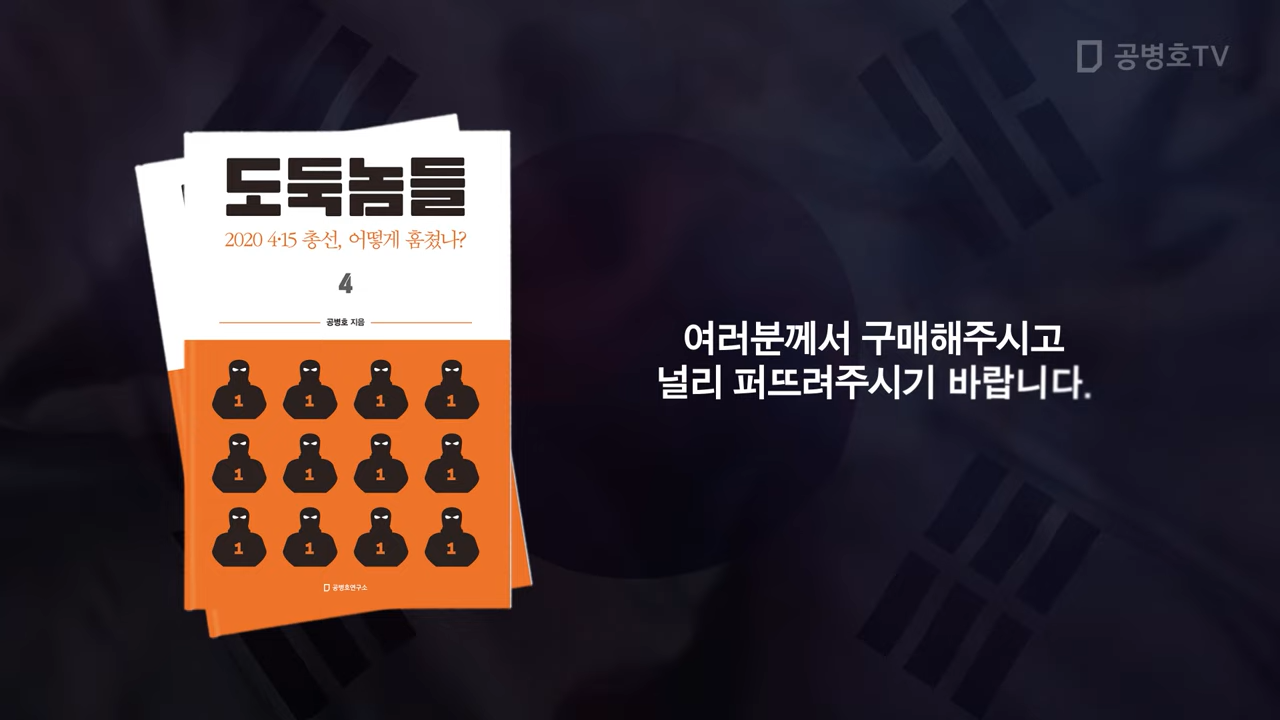 공병호TV
도둑놈들
2020 4·15 총선, 어떻게 훔쳤나?
4
공병호 지음
1 1 1 1
1 1 1 1
1 1 1 1
공병호연구소
여러분께서 구매해주시고
널리 퍼뜨려주시기 바랍니다.